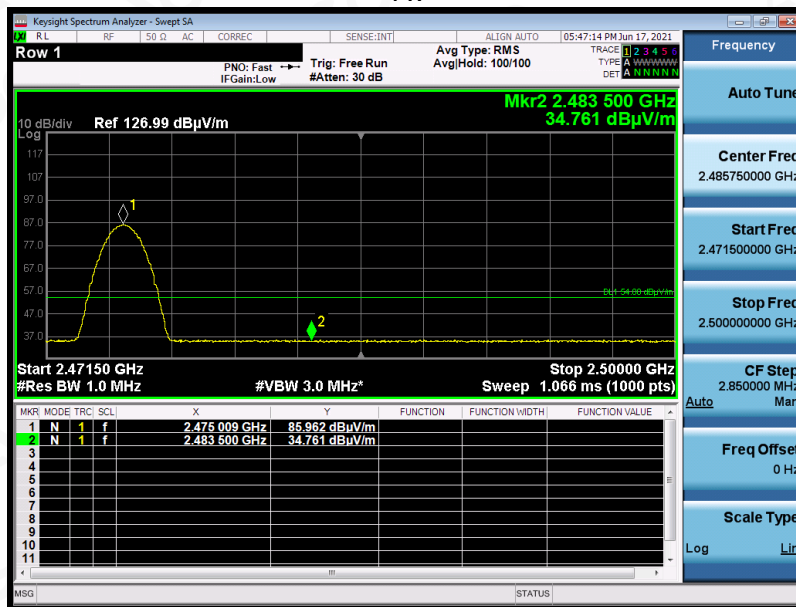 Keysight Spectrum Analyzer - Swept SA
LXI RL RF 50 Ω AC CORREC SENSE:INT ALIGN AUTO 05:47:14 PM Jun 17, 2021
Row 1
PNO: Fast
IFGain:Low
Trig: Free Run
#Atten: 30 dB
Avg Type: RMS
Avg|Hold: 100/100
TRACE 1 2 3 4 5 6
TYPE A WWWWW
DET A N N N N N
Mkr2 2.483 500 GHz
34.761 dBµV/m
10 dB/div Ref 126.99 dBµV/m
Log
117
107
97.0
87.0
77.0
67.0
57.0
47.0
37.0
1
2
DL1 54.00 dBµV/m
Start 2.47150 GHz Stop 2.50000 GHz
#Res BW 1.0 MHz #VBW 3.0 MHz* Sweep 1.066 ms (1000 pts)
MKR MODE TRC SCL X Y FUNCTION FUNCTION WIDTH FUNCTION VALUE
1 N 1 f 2.475 009 GHz 85.962 dBµV/m
2 N 1 f 2.483 500 GHz 34.761 dBµV/m
3
4
5
6
7
8
9
10
11
MSG STATUS
Frequency
Auto Tune
Center Freq
2.485750000 GHz
Start Freq
2.471500000 GHz
Stop Freq
2.500000000 GHz
CF Step
2.850000 MHz
Auto Man
Freq Offset
0 Hz
Scale Type
Log Lin